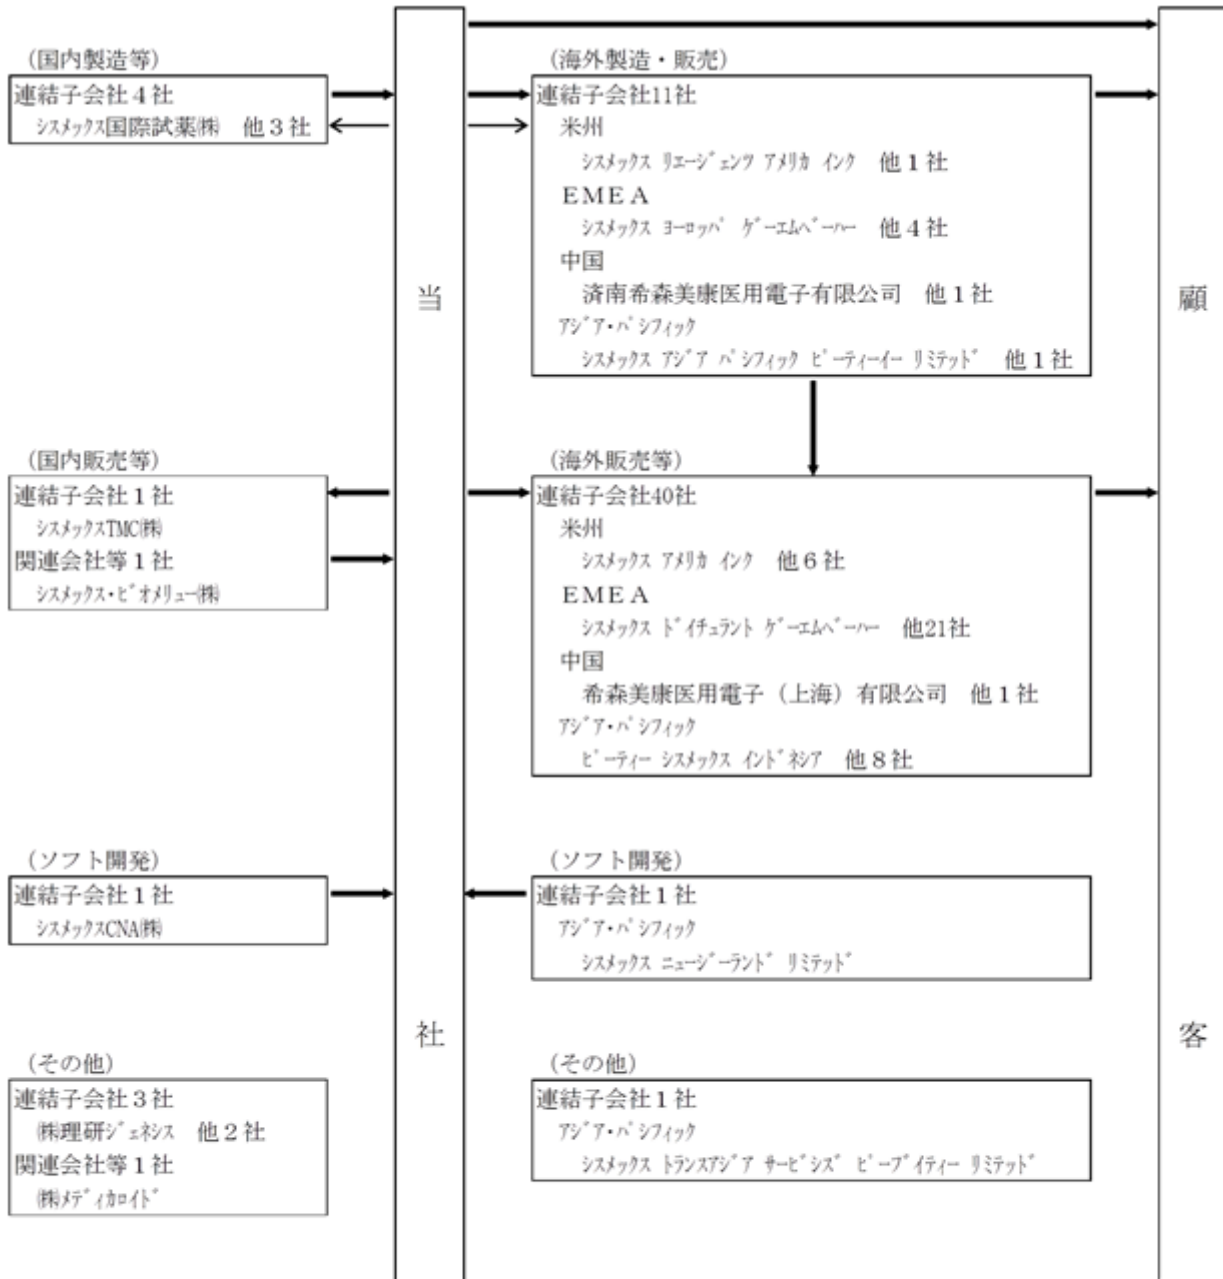 （国内製造等）
連結子会社４社
ｼｽﾒｯｸｽ国際試薬㈱　他３社
（海外製造・販売）
連結子会社11社
米州
ｼｽﾒｯｸｽ ﾘｴｰｼﾞｪﾝﾂ ｱﾒﾘｶ ｲﾝｸ　他１社
ＥＭＥＡ
ｼｽﾒｯｸｽ ﾖｰﾛｯﾊﾟ ｹﾞｰｴﾑﾍﾞｰﾊｰ　他４社
中国
済南希森美康医用電子有限公司　他１社
ｱｼﾞｱ・ﾊﾟｼﾌｨｯｸ
ｼｽﾒｯｸｽ ｱｼﾞｱ ﾊﾟｼﾌｨｯｸ ﾋﾟｰﾃｨｰｲｰ ﾘﾐﾃｯﾄﾞ　他１社
当
顧
（国内販売等）
連結子会社１社
ｼｽﾒｯｸｽTMC㈱
関連会社等１社
ｼｽﾒｯｸｽ・ﾋﾞｵﾒﾘｭｰ㈱
（海外販売等）
連結子会社40社
米州
ｼｽﾒｯｸｽ ｱﾒﾘｶ ｲﾝｸ　他６社
ＥＭＥＡ
ｼｽﾒｯｸｽ ﾄﾞｲﾁｭﾗﾝﾄ ｹﾞｰｴﾑﾍﾞｰﾊｰ　他21社
中国
希森美康医用電子（上海）有限公司　他１社
ｱｼﾞｱ・ﾊﾟｼﾌｨｯｸ
ﾋﾟｰﾃｨｰ ｼｽﾒｯｸｽ ｲﾝﾄﾞﾈｼｱ　他８社
（ソフト開発）
連結子会社１社
ｼｽﾒｯｸｽCNA㈱
（ソフト開発）
連結子会社１社
ｱｼﾞｱ・ﾊﾟｼﾌｨｯｸ
ｼｽﾒｯｸｽ ﾆｭｰｼﾞｰﾗﾝﾄﾞ ﾘﾐﾃｯﾄﾞ
社
客
（その他）
連結子会社３社
㈱理研ｼﾞｪﾈｼｽ　他２社
関連会社等１社
㈱ﾒﾃﾞｨｶﾛｲﾄﾞ
（その他）
連結子会社１社
ｱｼﾞｱ・ﾊﾟｼﾌｨｯｸ
ｼｽﾒｯｸｽ ﾄﾗﾝｽｱｼﾞｱ ｻｰﾋﾞｼｽﾞ ﾋﾟｰﾌﾞｲﾃｨｰ ﾘﾐﾃｯﾄﾞ